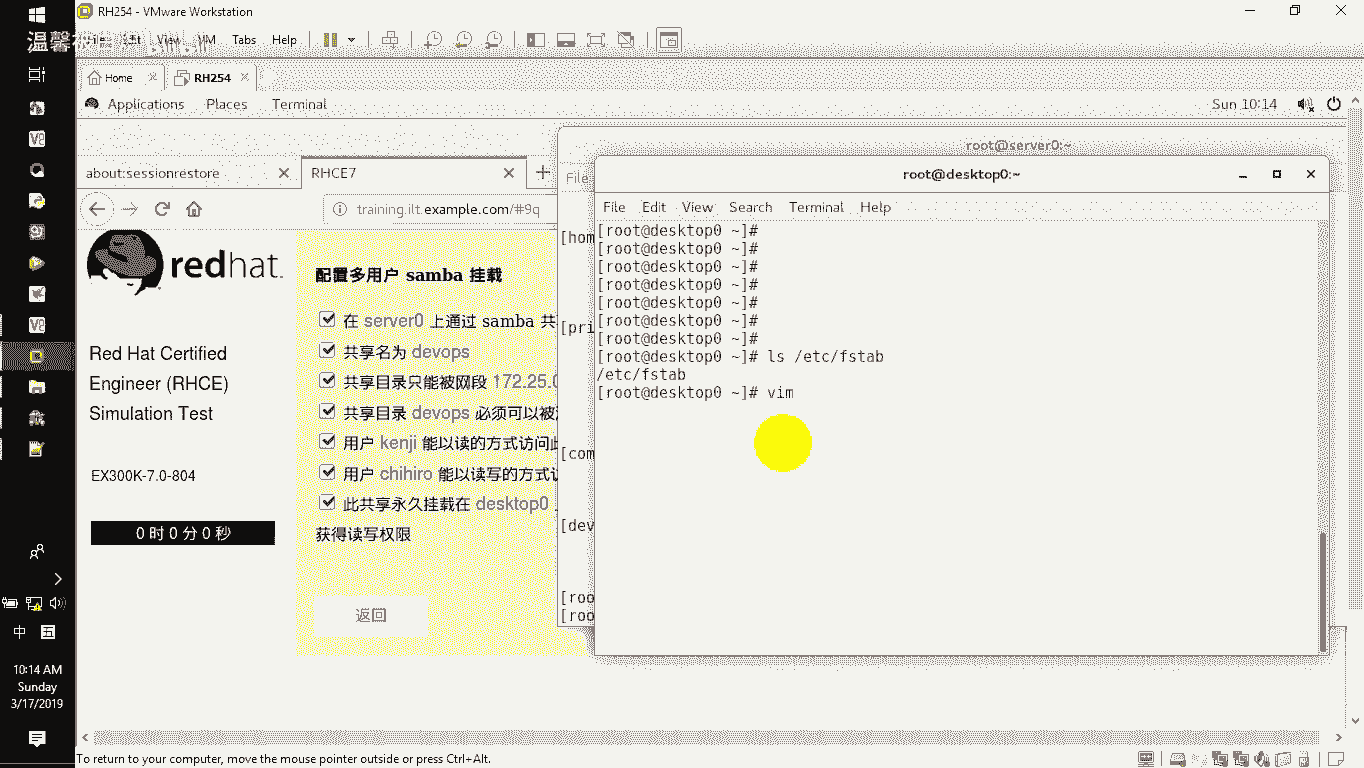 RH254 - VMware Workstation
温馨
Edit View VM Tabs Help
Home
RH254
Applications Places Terminal
Sun 10:14
about:sessionrestore
RHCE7
training.ilt.example.com/#9q
redhat.
Red Hat Certified
Engineer (RHCE)
Simulation Test
EX300K-7.0-804
0 时 0 分 0 秒
配置多用户 samba 挂载
在 server0 上通过 samba 共
共享名为 devops
共享目录只能被网段 172.25.0
共享目录 devops 必须可以被
用户 kenji 能以读的方式访问此
用户 chihiro 能以读写的方式
此共享永久挂载在 desktop0
获得读写权限
返回
root@server0:~
File
[hom
[pri
[com
[dev
[roo
[roo
root@desktop0:~
File Edit View Search Terminal Help
[root@desktop0 ~]#
[root@desktop0 ~]#
[root@desktop0 ~]#
[root@desktop0 ~]#
[root@desktop0 ~]#
[root@desktop0 ~]#
[root@desktop0 ~]#
[root@desktop0 ~]# ls /etc/fstab
/etc/fstab
[root@desktop0 ~]# vim
中
五
10:14 AM
Sunday
3/17/2019
To return to your computer, move the mouse pointer outside or press Ctrl+Alt.